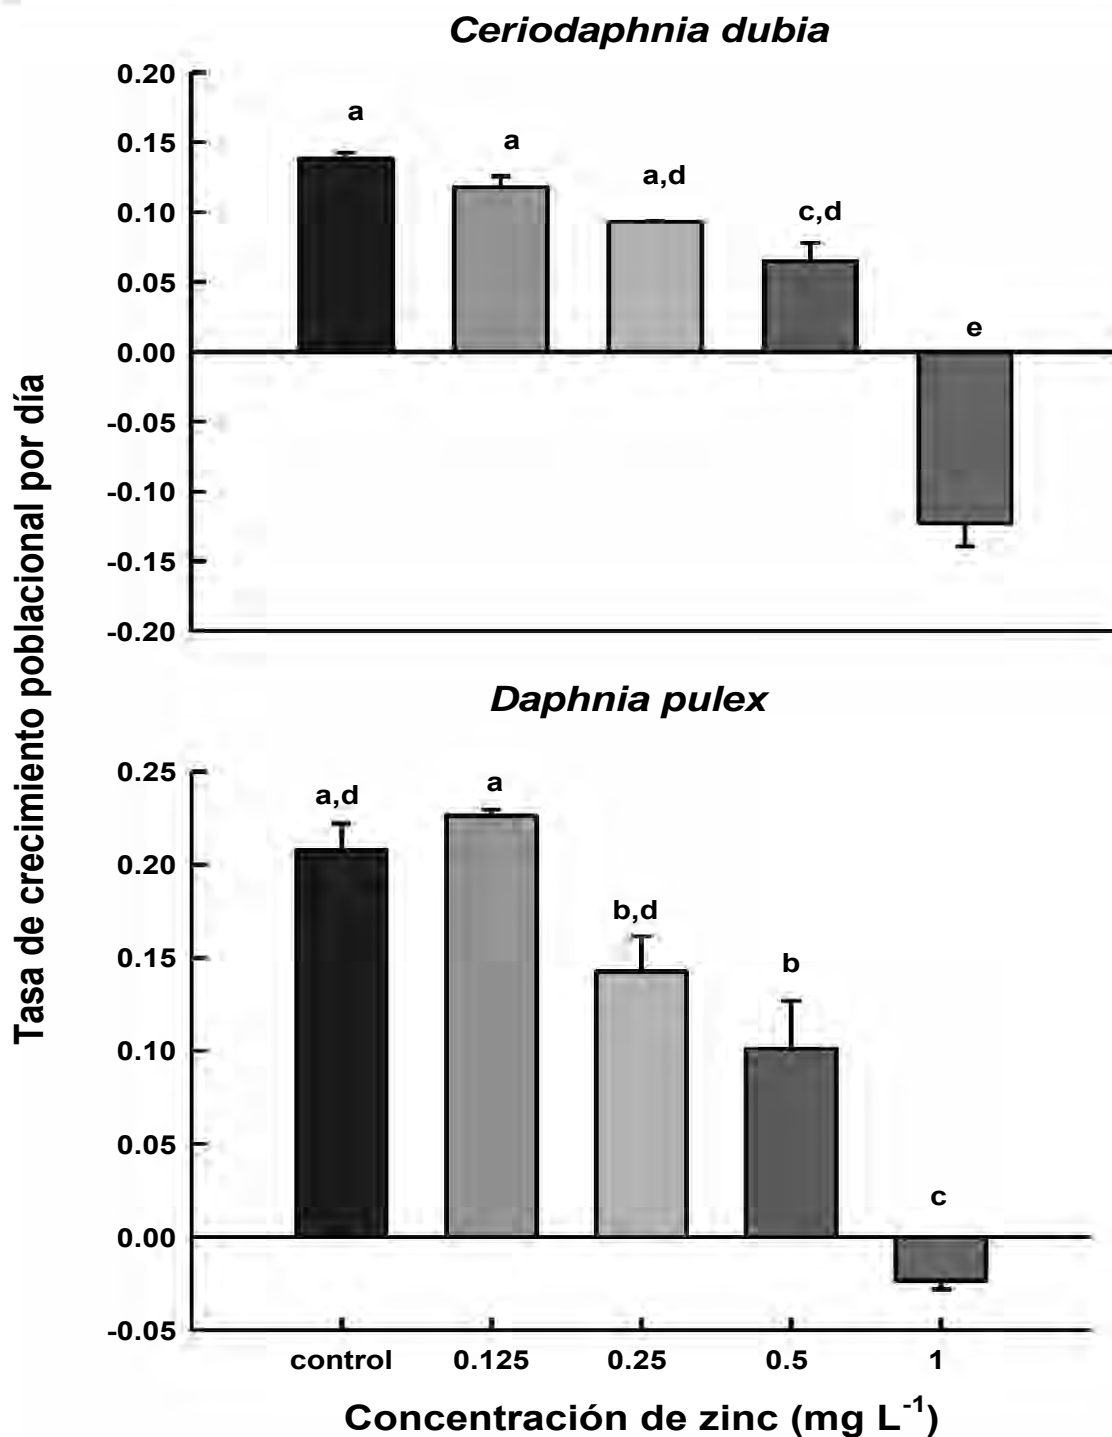 Ceriodaphnia dubia
0.20
0.15
0.10
0.05
0.00
-0.05
-0.10
-0.15
-0.20
a
a
a,d
c,d
e
Tasa de crecimiento poblacional por día
Daphnia pulex
0.25
0.20
0.15
0.10
0.05
0.00
-0.05
a,d
a
b,d
b
c
control 0.125 0.25 0.5 1
Concentración de zinc (mg L⁻¹)